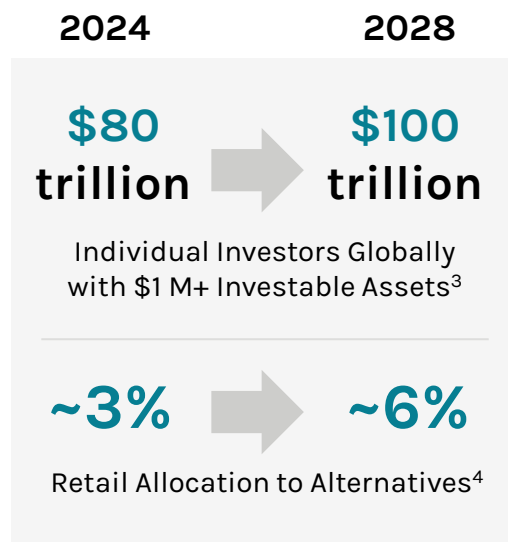 2024 2028
$80 $100
trillion trillion
Individual Investors Globally
with $1 M+ Investable Assets³
~3% ~6%
Retail Allocation to Alternatives⁴